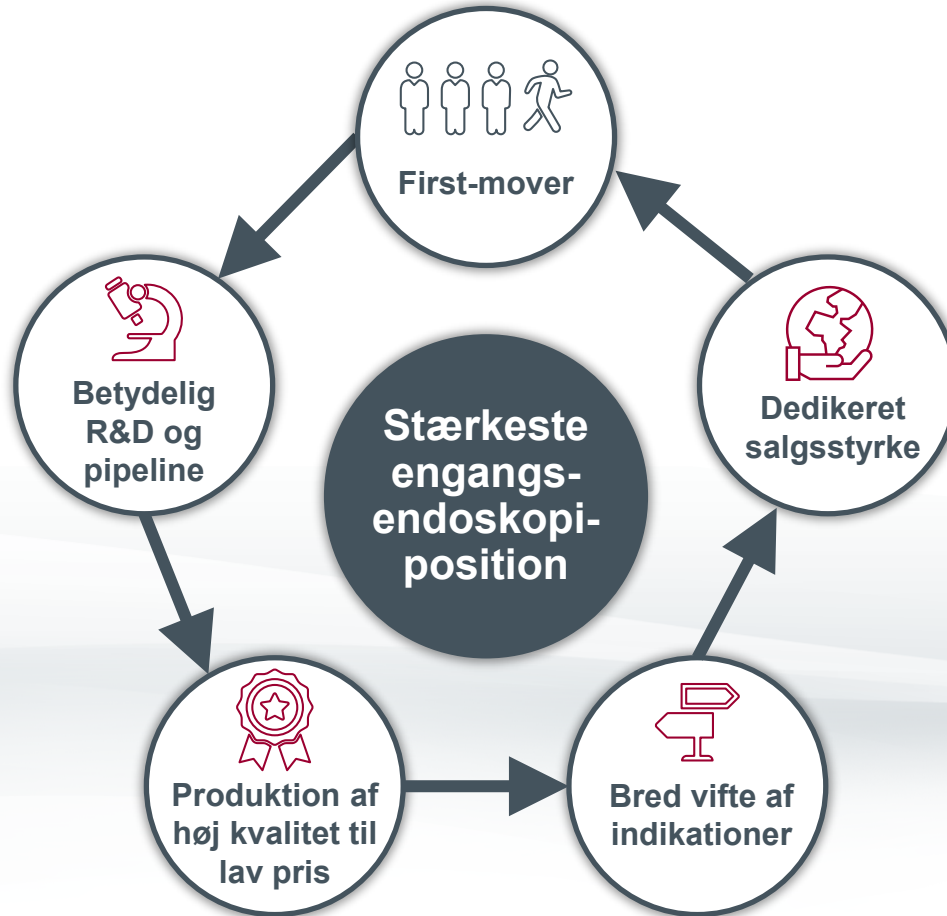 First-mover
Betydelig
R&D og
pipeline
Stærkeste
engangs-
endoskopi-
position
Dedikeret
salgsstyrke
Produktion af
høj kvalitet til
lav pris
Bred vifte af
indikationer